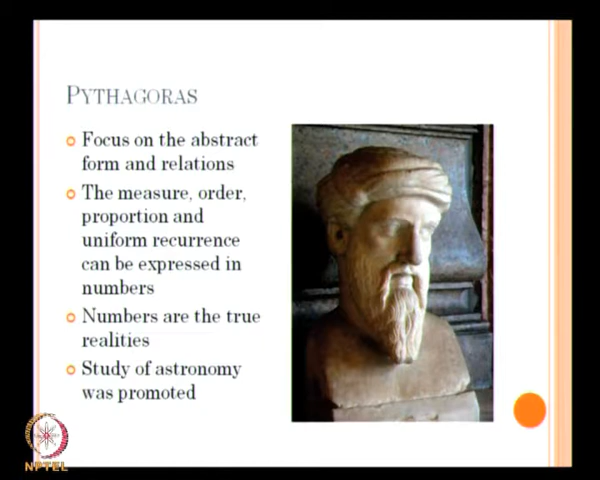 PYTHAGORAS
Focus on the abstract
form and relations
The measure, order,
proportion and
uniform recurrence
can be expressed in
numbers
Numbers are the true
realities
Study of astronomy
was promoted
NPTEL